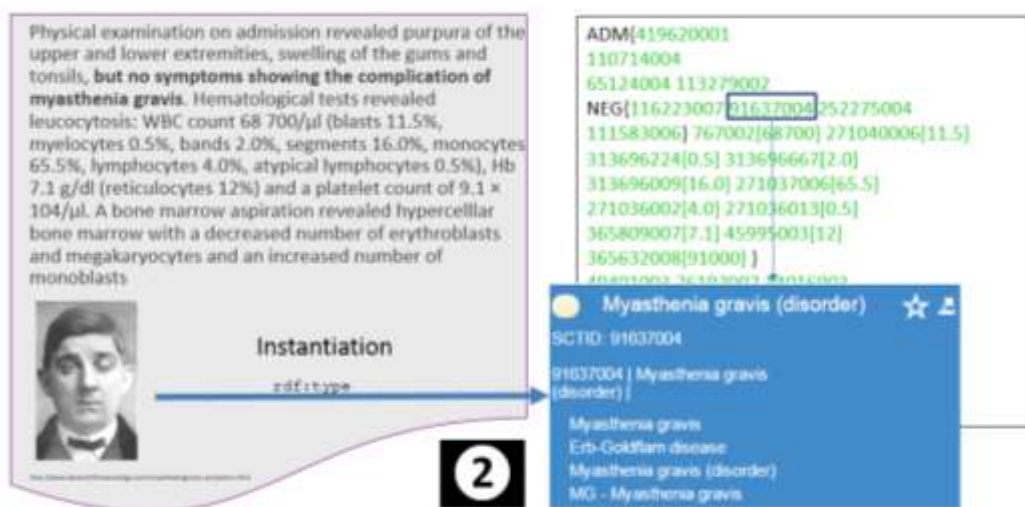 Physical examination on admission revealed purpura of the
upper and lower extremities, swelling of the gums and
tonsils, but no symptoms showing the complication of
myasthenia gravis. Hematological tests revealed
leucocytosis: WBC count 68 700/μl (blasts 11.5%,
myelocytes 0.5%, bands 2.0%, segments 16.0%, monocytes
65.5%, lymphocytes 4.0%, atypical lymphocytes 0.5%), Hb
7.1 g/dl (reticulocytes 12%) and a platelet count of 9.1 ×
104/μl. A bone marrow aspiration revealed hypercelllar
bone marrow with a decreased number of erythroblasts
and megakaryocytes and an increased number of
monoblasts
Instantiation
rdf:type
2
ADM{419620001
110714004
65124004 113279002
NEG{116223007 91637004 252275004
111583006} 767002[68700] 271040006[11.5]
313696224[0.5] 313696667[2.0]
313696009[16.0] 271037006[65.5]
271036002[4.0] 271036013[0.5]
365809007[7.1] 45995003[12]
365632008[91000] }
Myasthenia gravis (disorder)
SCTID: 91637004
91637004 | Myasthenia gravis
(disorder) |
Myasthenia gravis
Erb-Goldflam disease
Myasthenia gravis (disorder)
MG - Myasthenia gravis